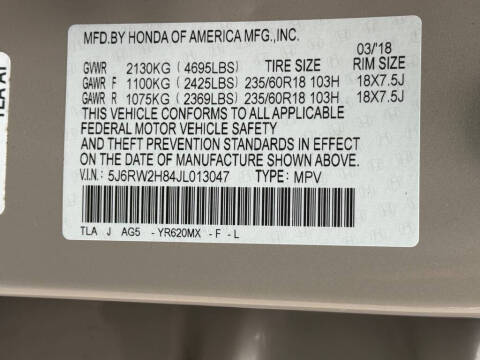 MFD.BY HONDA OF AMERICA MFG.,INC.
03/'18
GVWR 2130KG (4695LBS) TIRE SIZE RIM SIZE
GAWR F 1100KG (2425LBS) 235/60R18 103H 18X7.5J
GAWR R 1075KG (2369LBS) 235/60R18 103H 18X7.5J
THIS VEHICLE CONFORMS TO ALL APPLICABLE
FEDERAL MOTOR VEHICLE SAFETY
AND THEFT PREVENTION STANDARDS IN EFFECT
ON THE DATE OF MANUFACTURE SHOWN ABOVE.
V.I.N.: 5J6RW2H84JL013047 TYPE: MPV
TLA J AG5 - YR620MX - F - L
TLA A1